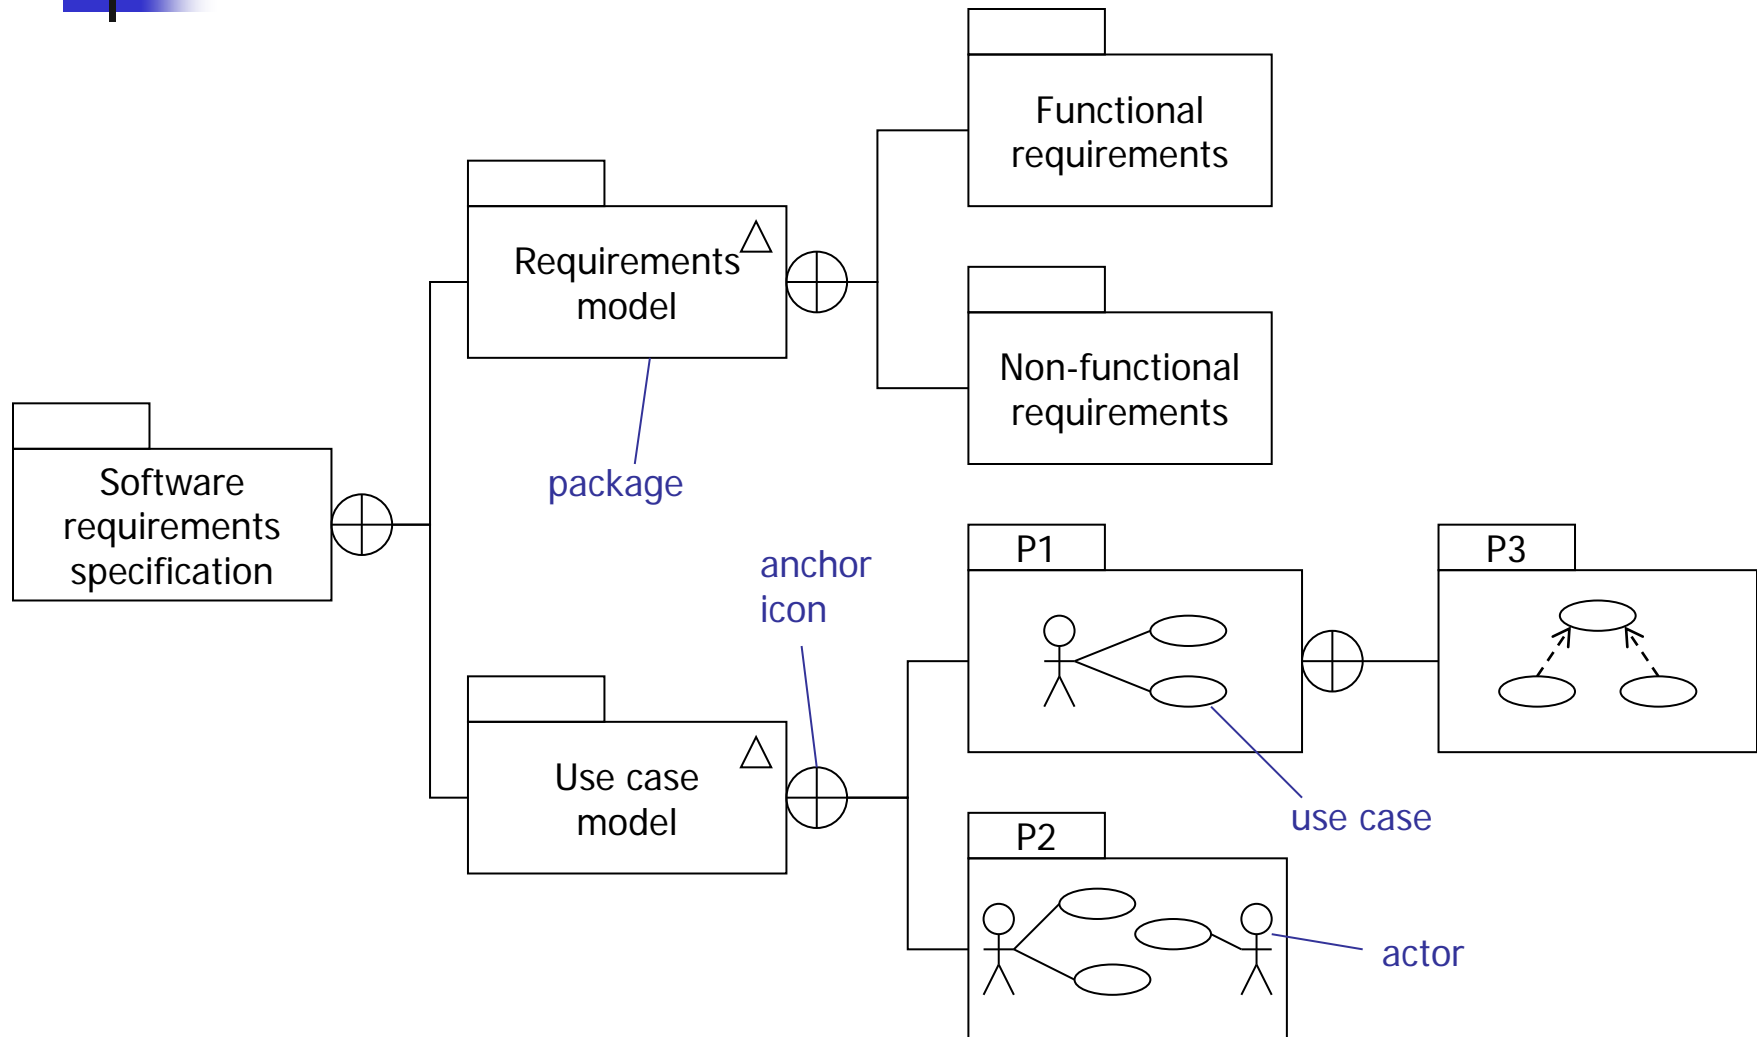 Functional
requirements
Requirements
model
Non-functional
requirements
package
Software
requirements
specification
anchor
icon
P1
P3
Use case
model
use case
P2
actor